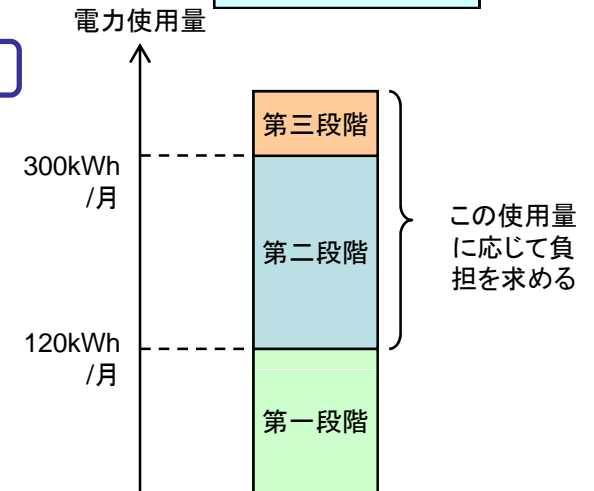 電力使用量
第三段階
300kWh
/月
第二段階
この使用量
に応じて負
担を求める
120kWh
/月
第一段階